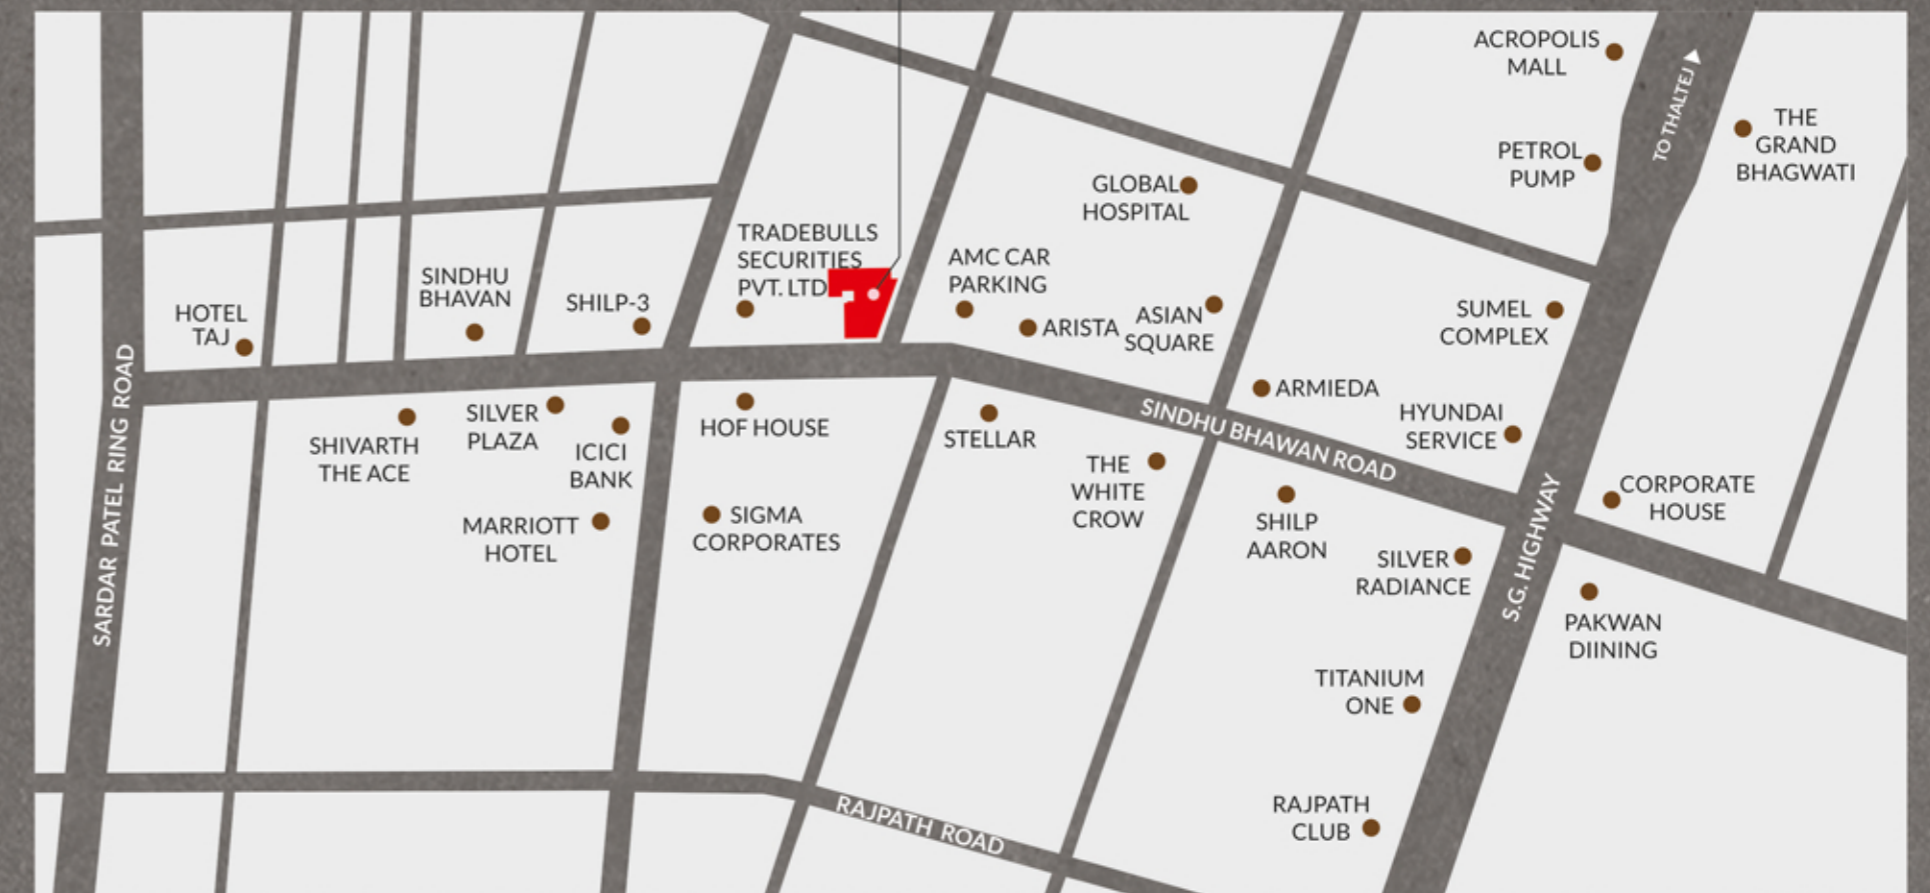 ACROPOLIS
MALL
TO THALTEJ
THE
GRAND
BHAGWATI
PETROL
PUMP
GLOBAL
HOSPITAL
TRADEBULLS
SECURITIES
PVT. LTD
AMC CAR
PARKING
SINDHU
BHAVAN
SHILP-3
HOTEL
TAJ
ARISTA
ASIAN
SQUARE
SUMEL
COMPLEX
ARMIEDA
HYUNDAI
SERVICE
SINDHU BHAWAN ROAD
SARDAR PATEL RING ROAD
SHIVARTH
THE ACE
SILVER
PLAZA
ICICI
BANK
HOF HOUSE
STELLAR
THE
WHITE
CROW
CORPORATE
HOUSE
MARRIOTT
HOTEL
SIGMA
CORPORATES
SHILP
AARON
SILVER
RADIANCE
S.G. HIGHWAY
PAKWAN
DIINING
TITANIUM
ONE
RAJPATH
CLUB
RAJPATH ROAD